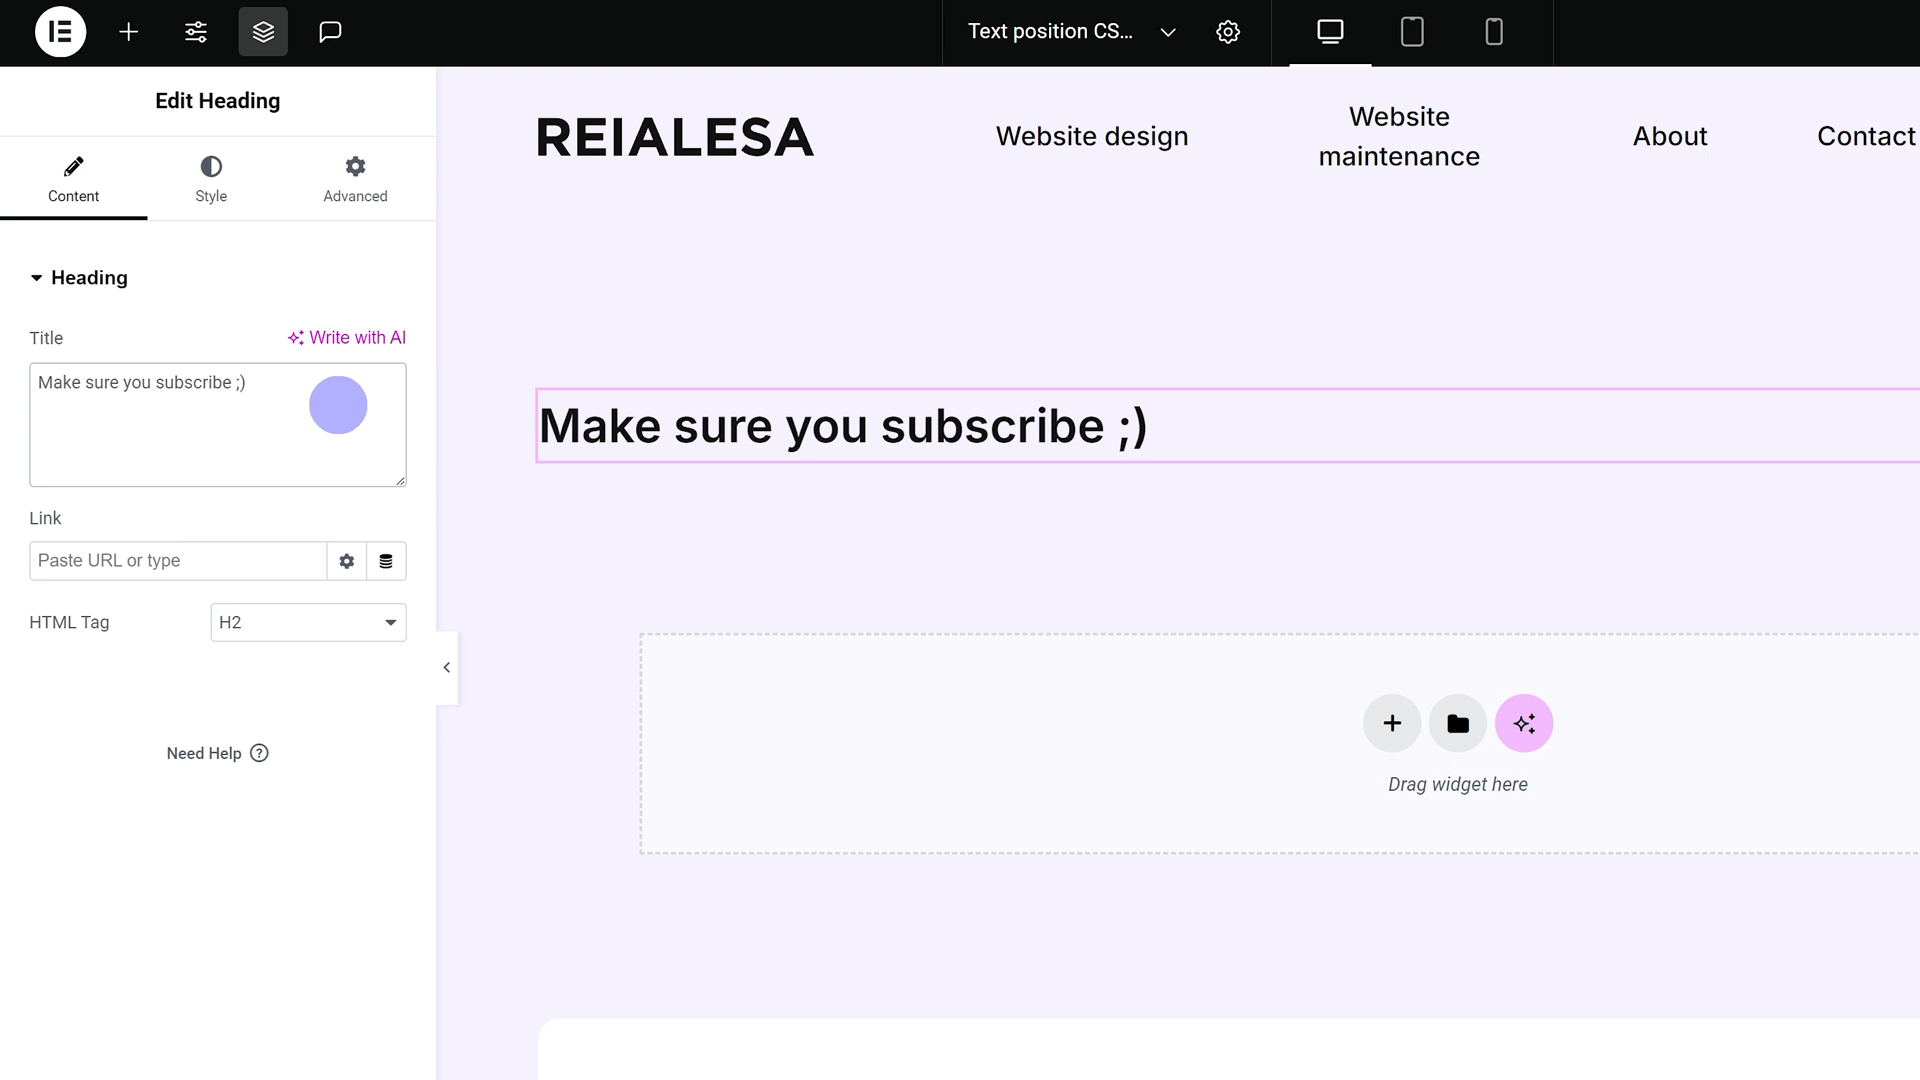 Text position CS...
Edit Heading
Content
Style
Advanced
Heading
Title
Write with AI
Make sure you subscribe ;)
Link
Paste URL or type
HTML Tag
H2
Need Help
REIALESA
Website design
Website
maintenance
About
Contact
Make sure you subscribe ;)
Drag widget here